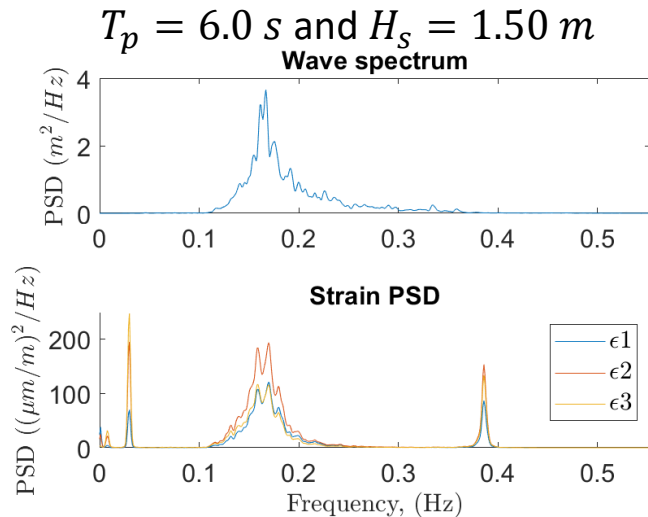 T_p = 6.0 s and H_s = 1.50 m
Wave spectrum
PSD (m^2/Hz)
4
2
0
0 0.1 0.2 0.3 0.4 0.5
Strain PSD
PSD ((μm/m)^2/Hz)
200
100
0
ϵ1
ϵ2
ϵ3
0 0.1 0.2 0.3 0.4 0.5
Frequency, (Hz)